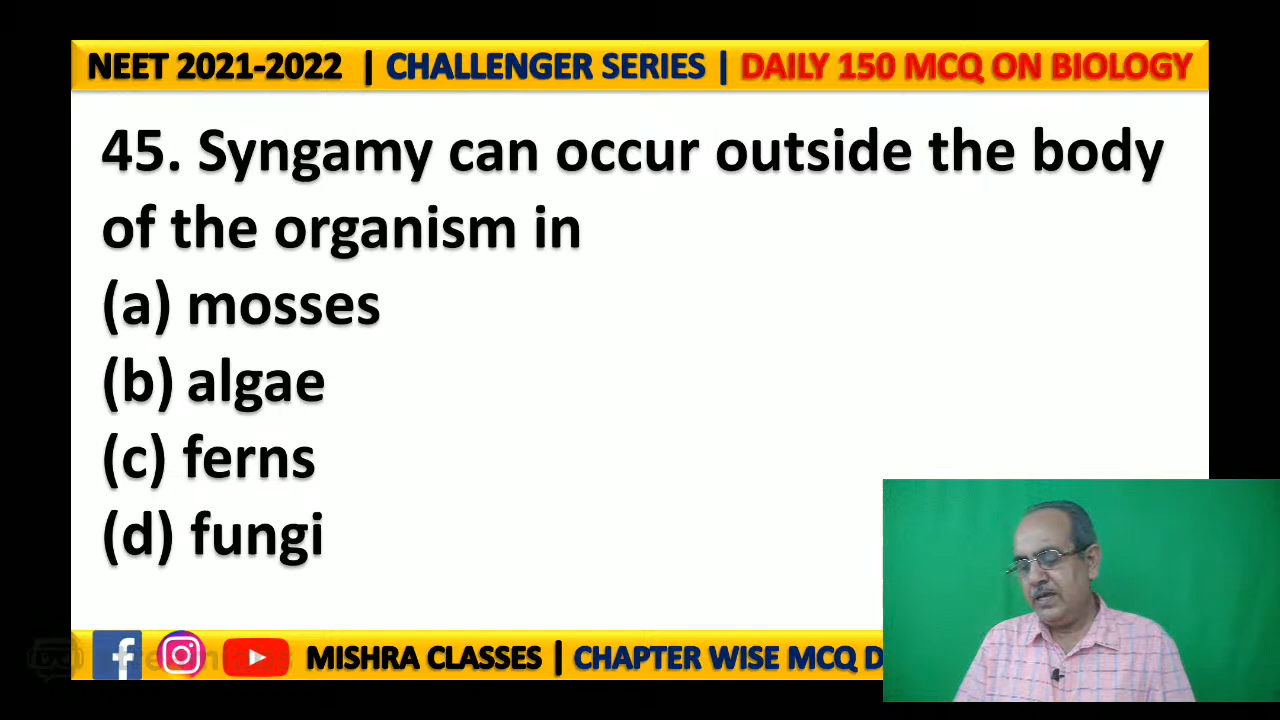 NEET 2021-2022 | CHALLENGER SERIES | DAILY 150 MCQ ON BIOLOGY
45. Syngamy can occur outside the body
of the organism in
(a) mosses
(b) algae
(c) ferns
(d) fungi
MISHRA CLASSES | CHAPTER WISE MCQ D